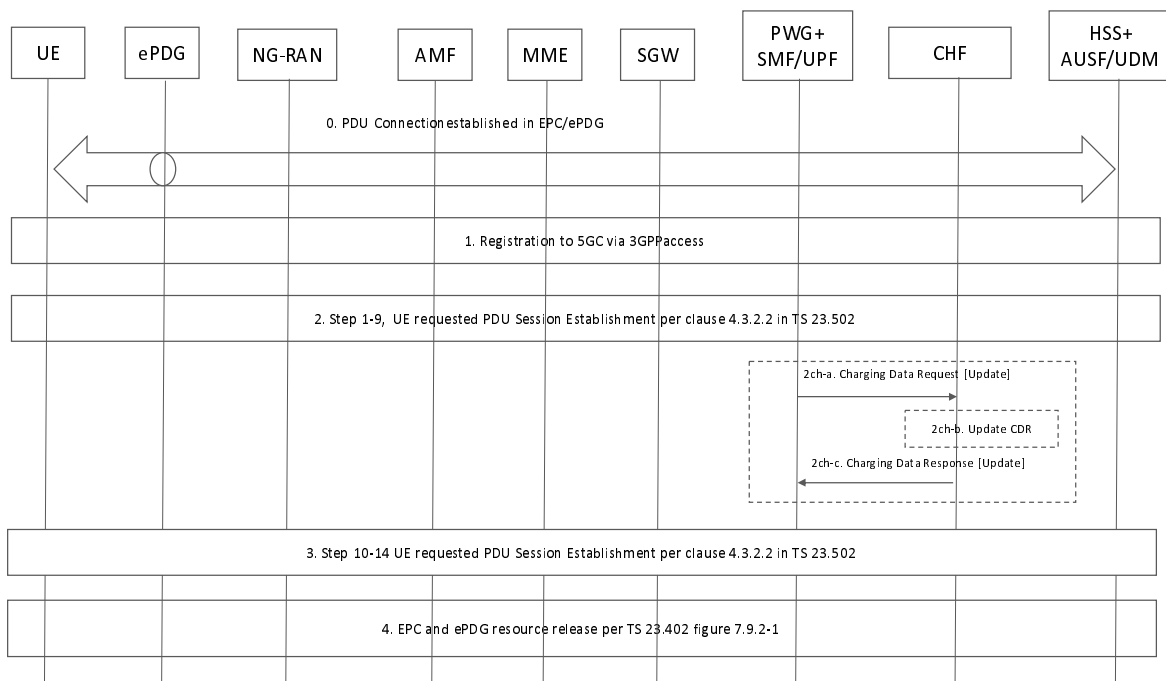 UE
ePDG
NG-RAN
AMF
MME
SGW
PWG+
SMF/UPF
CHF
HSS+
AUSF/UDM
0. PDU Connectionestablished in EPC/ePDG
1. Registration to 5GC via 3GPPaccess
2. Step 1-9, UE requested PDU Session Establishment per clause 4.3.2.2 in TS 23.502
2ch-a. Charging Data Request [Update]
2ch-b. Update CDR
2ch-c. Charging Data Response [Update]
3. Step 10-14 UE requested PDU Session Establishment per clause 4.3.2.2 in TS 23.502
4. EPC and ePDG resource release per TS 23.402 figure 7.9.2-1